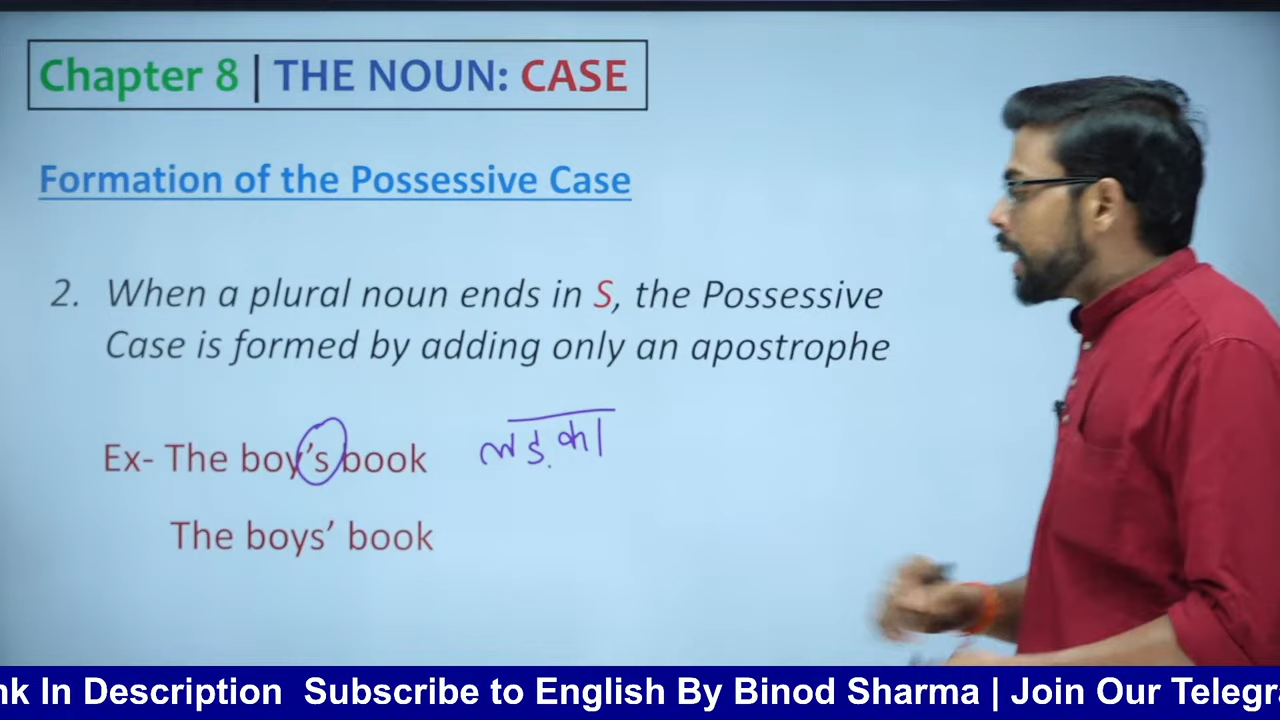 Chapter 8 | THE NOUN: CASE
Formation of the Possessive Case
2. When a plural noun ends in S, the Possessive
Case is formed by adding only an apostrophe
Ex- The boy’s book लड़का
The boys’ book
nk In Description Subscribe to English By Binod Sharma | Join Our Telegra